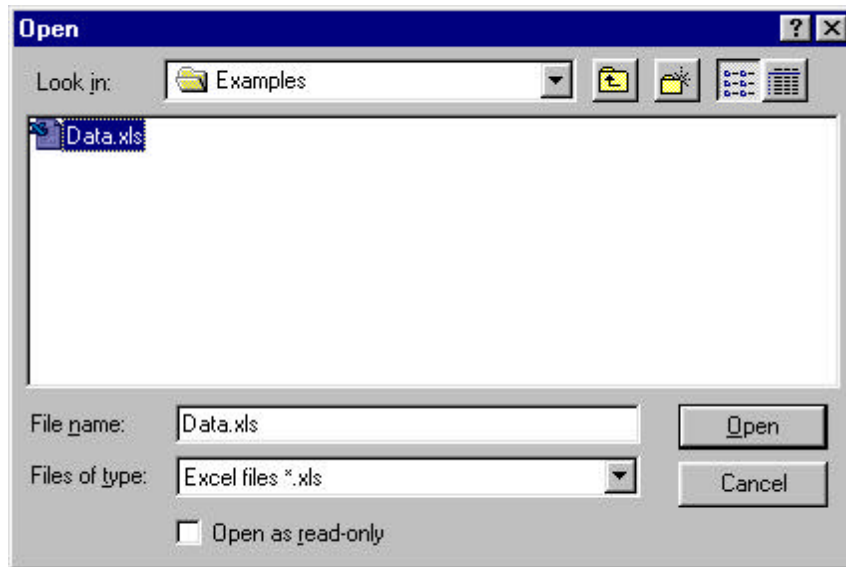 Open
Look in: Examples
Data.xls
File name: Data.xls Open
Files of type: Excel files *.xls Cancel
Open as read-only